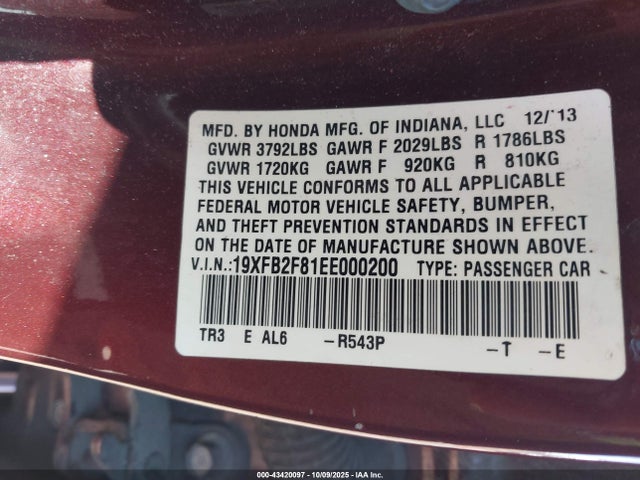 MFD. BY HONDA MFG. OF INDIANA, LLC 12/'13
GVWR 3792LBS GAWR F 2029LBS R 1786LBS
GVWR 1720KG GAWR F 920KG R 810KG
THIS VEHICLE CONFORMS TO ALL APPLICABLE
FEDERAL MOTOR VEHICLE SAFETY, BUMPER,
AND THEFT PREVENTION STANDARDS IN EFFECT
ON THE DATE OF MANUFACTURE SHOWN ABOVE.
V.I.N.:19XFB2F81EE000200 TYPE: PASSENGER CAR
TR3 E AL6 -R543P -T -E
000-43420097 - 10/09/2025 - IAA Inc.